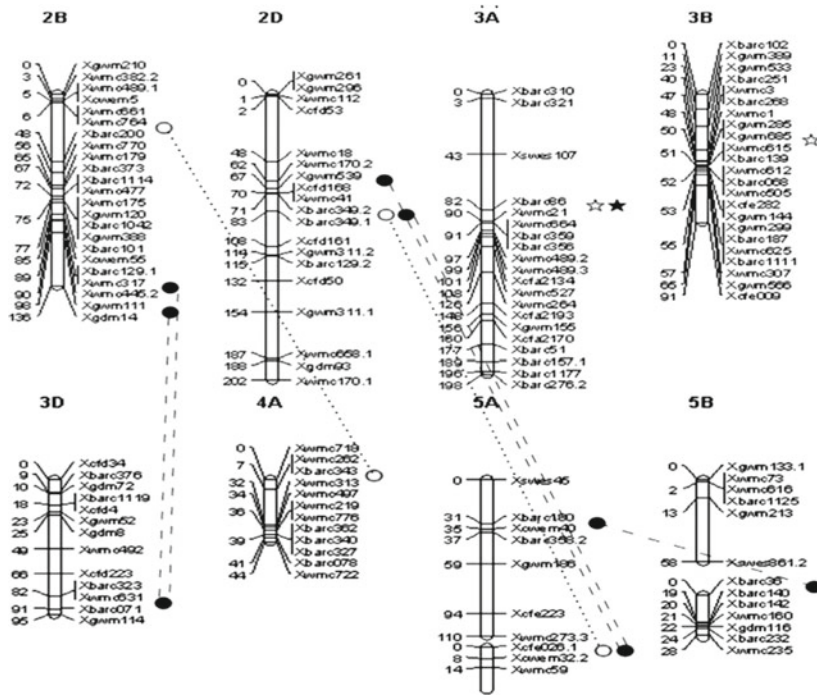 2B
0 Xgwm210
3 Xwmc382.2
5 Xwmc489.1
Xcwem5
6 Xwmc661
Xwmc764
48 Xbarc200
56 Xwmc770
65 Xwmc179
67 Xbarc373
72 Xbarc1114
Xwmc477
Xwmc175
75 Xgwm120
Xbarc1042
Xgwm388
77 Xbarc101
85 Xcwem55
Xbarc129.1
89 Xwmc317
90 Xwmc445.2
98 Xgwm111
136 Xgdm14
2D
Xgwm261
0 Xgwm296
1 Xwmc112
2 Xcfd53
48 Xwmc18
62 Xwmc170.2
67 Xgwm539
Xcfd168
70 Xwmc41
71 Xbarc349.2
83 Xbarc349.1
108 Xcfd161
114 Xgwm311.2
115 Xbarc129.2
132 Xcfd50
154 Xgwm311.1
187 Xwmc658.1
188 Xgdm93
202 Xwmc170.1
3A
0 Xbarc310
3 Xbarc321
43 Xswes107
82 Xbarc86
90 Xwmc21
Xwmc664
91 Xbarc359
Xbarc356
97 Xwmc489.2
99 Xwmc489.3
101 Xcfa2134
108 Xwmc527
126 Xwmc264
148 Xcfa2193
156 Xgwm155
160 Xcfa2170
177 Xbarc51
189 Xbarc157.1
196 Xbarc1177
198 Xbarc276.2
3B
0 Xbarc102
11 Xgwm389
23 Xgwm533
40 Xbarc251
47 Xwmc3
Xbarc268
48 Xwmc1
50 Xgwm285
Xgwm685
51 Xwmc615
Xbarc139
52 Xwmc612
Xbarc068
Xwmc505
53 Xcfe282
Xgwm144
Xgwm299
Xbarc187
55 Xwmc625
Xbarc1111
57 Xwmc307
65 Xgwm566
91 Xcfe009
3D
0 Xcfd34
9 Xbarc376
10 Xgdm72
Xbarc1119
18 Xcfd4
23 Xgwm52
25 Xgdm8
49 Xwmc492
66 Xcfd223
Xbarc323
82 Xwmc631
91 Xbarc071
95 Xgwm114
4A
0 Xwmc718
Xwmc262
7 Xbarc343
32 Xwmc313
34 Xwmc497
36 Xwmc219
Xwmc776
Xbarc362
39 Xbarc340
Xbarc327
41 Xbarc078
44 Xwmc722
5A
0 Xswes45
31 Xbarc180
35 Xcwem40
37 Xbarc358.2
59 Xgwm186
94 Xcfe223
110 Xwmc273.3
0 Xcfe026.1
8 Xcwem32.2
14 Xwmc59
5B
0 Xgwm133.1
Xwmc73
2 Xwmc616
Xbarc1125
13 Xgwm213
58 Xswes861.2
0 Xbarc36
19 Xbarc140
20 Xbarc142
21 Xwmc160
22 Xgdm116
24 Xbarc232
28 Xwmc235